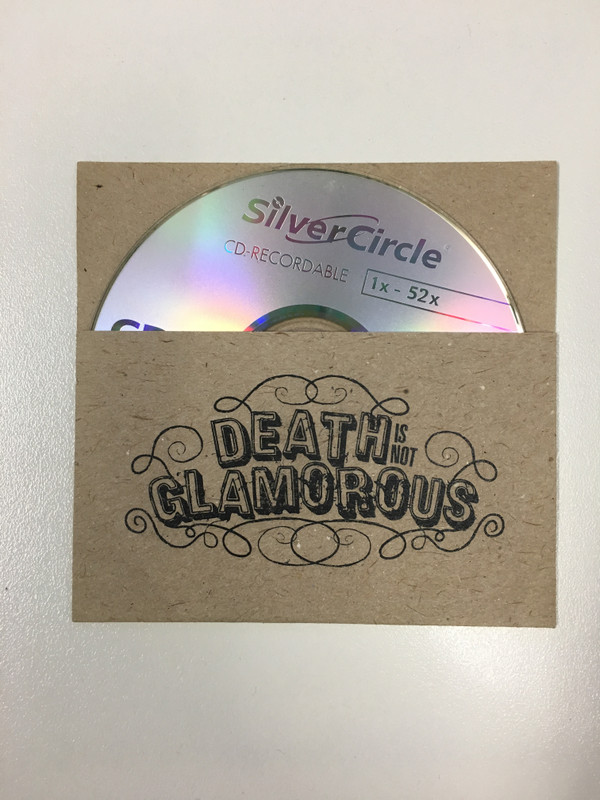 SilverCircle
CD-RECORDABLE
1x - 52x
DEATH IS NOT
GLAMOROUS